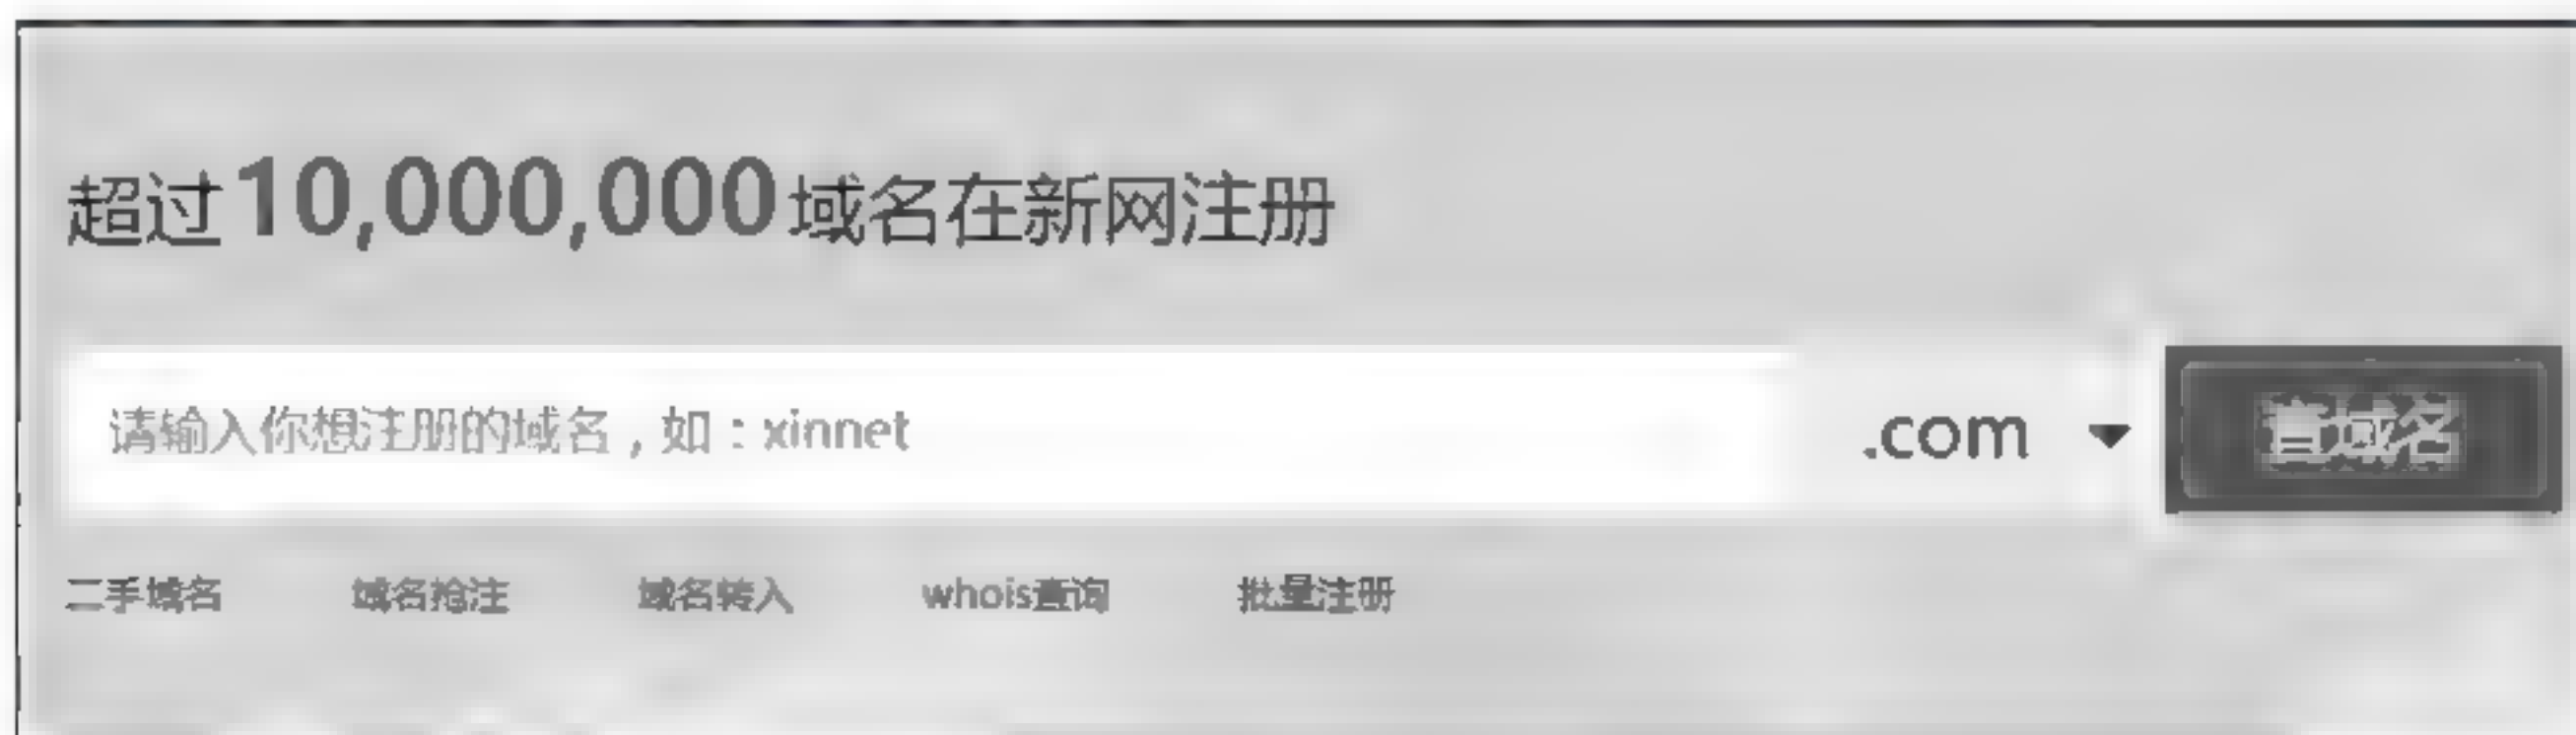 超过10,000,000域名在新网注册
请输入你想注册的域名，如：xinnet .com 查域名
二手域名 域名抢注 域名转入 whois查询 批量注册